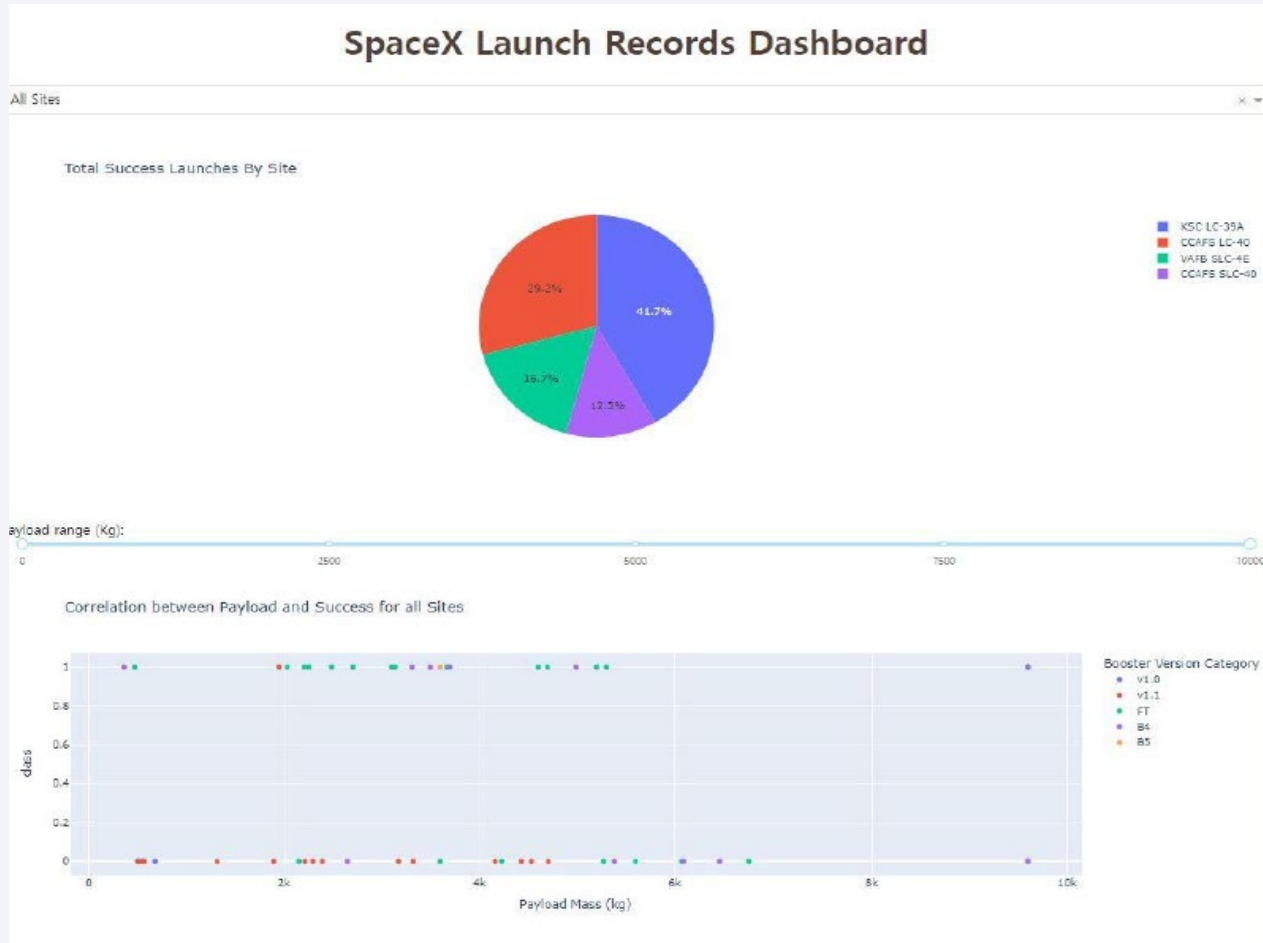 SpaceX Launch Records Dashboard
All Sites
Total Success Launches By Site
KSC LC-39A
CCAFS LC-40
VAFB SLC-4E
CCAFS SLC-40
29.2%
41.7%
16.7%
12.5%
ayload range (Kg):
0 2500 5000 7500 10000
Correlation between Payload and Success for all Sites
Booster Version Category
v1.0
v1.1
FT
B4
B5
1
0.8
0.6
0.4
0.2
0
class
0 2k 4k 6k 8k 10k
Payload Mass (kg)